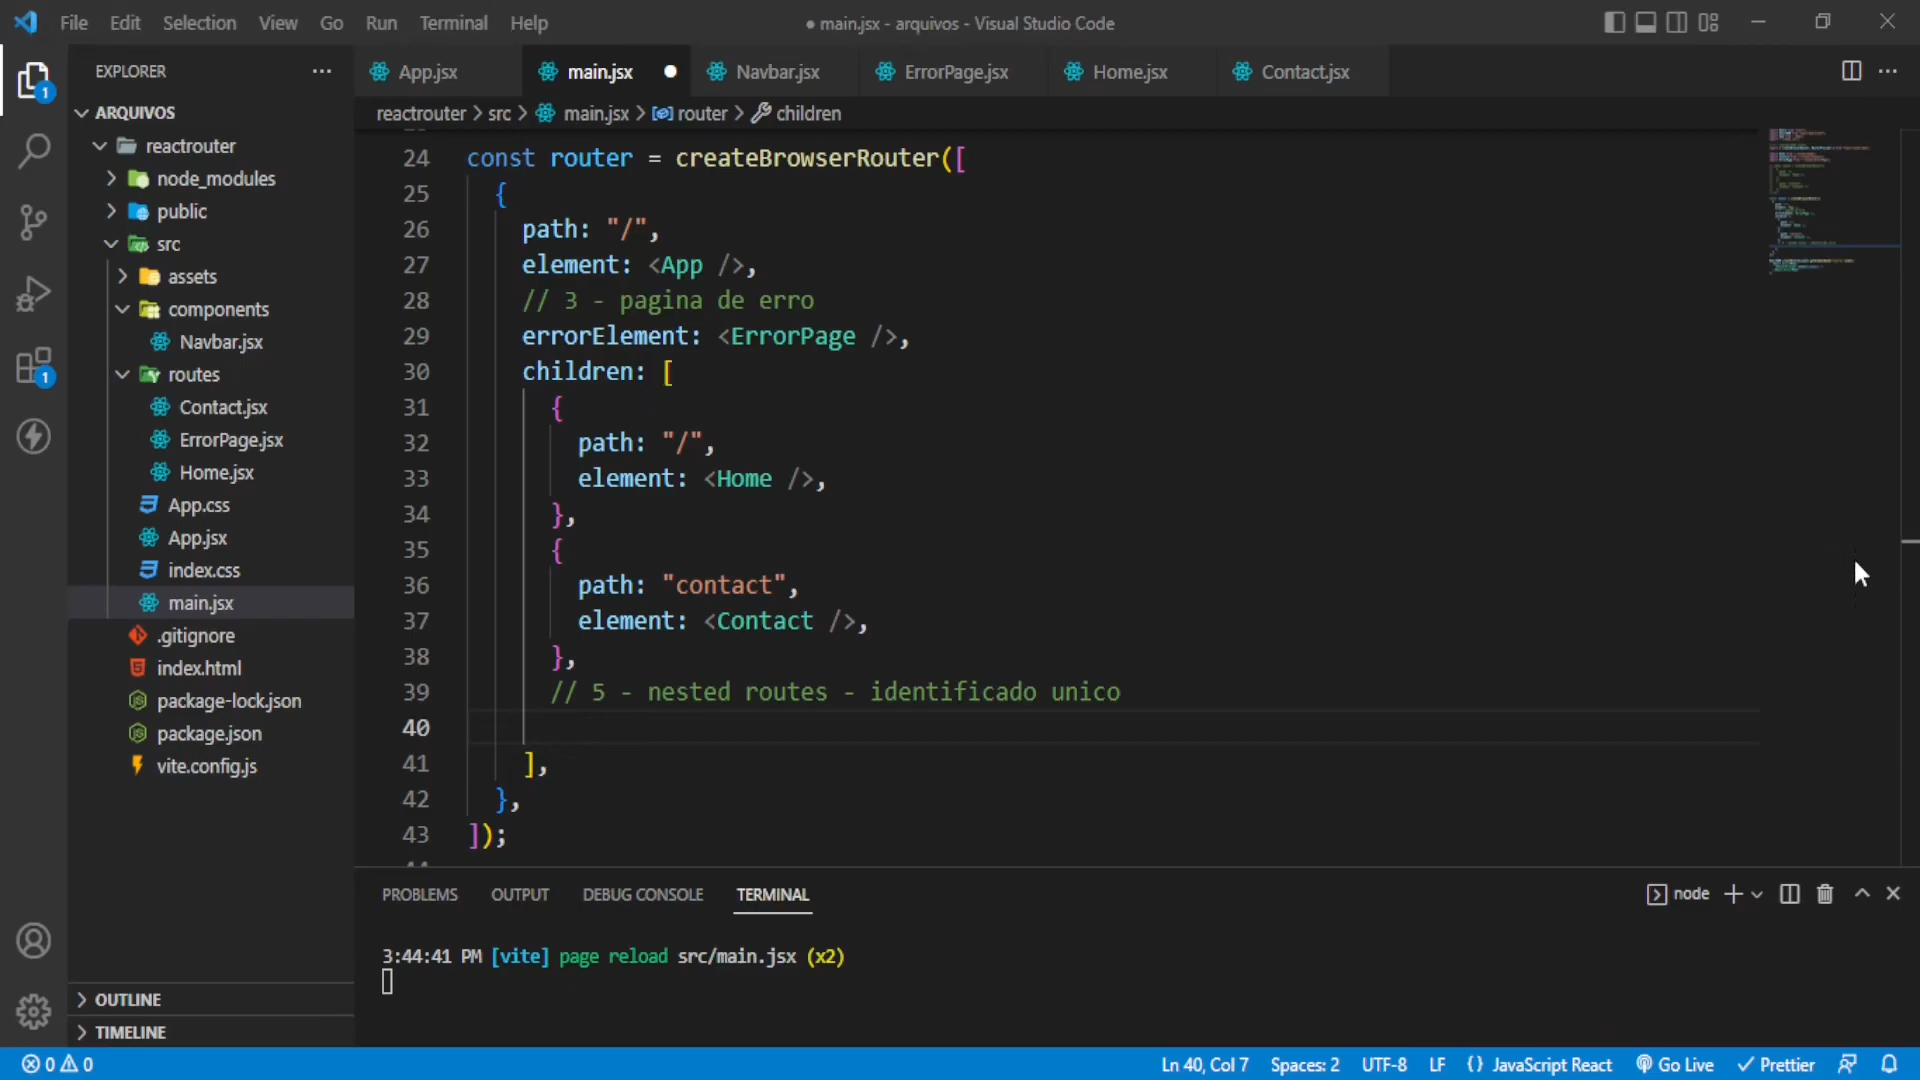 File Edit Selection View Go Run Terminal Help
● main.jsx - arquivos - Visual Studio Code
EXPLORER
App.jsx
main.jsx
Navbar.jsx
ErrorPage.jsx
Home.jsx
Contact.jsx
reactrouter > src > main.jsx > router > children
ARQUIVOS
reactrouter
node_modules
public
src
assets
components
Navbar.jsx
routes
Contact.jsx
ErrorPage.jsx
Home.jsx
App.css
App.jsx
index.css
main.jsx
.gitignore
index.html
package-lock.json
package.json
vite.config.js
OUTLINE
TIMELINE
1
1
24 const router = createBrowserRouter([
25 {
26 path: "/",
27 element: <App />,
28 // 3 - pagina de erro
29 errorElement: <ErrorPage />,
30 children: [
31 {
32 path: "/",
33 element: <Home />,
34 },
35 {
36 path: "contact",
37 element: <Contact />,
38 },
39 // 5 - nested routes - identificado unico
40
41 ],
42 },
43 ]);
PROBLEMS OUTPUT DEBUG CONSOLE TERMINAL
node
3:44:41 PM [vite] page reload src/main.jsx (x2)
0 0
Ln 40, Col 7 Spaces: 2 UTF-8 LF {} JavaScript React Go Live Prettier